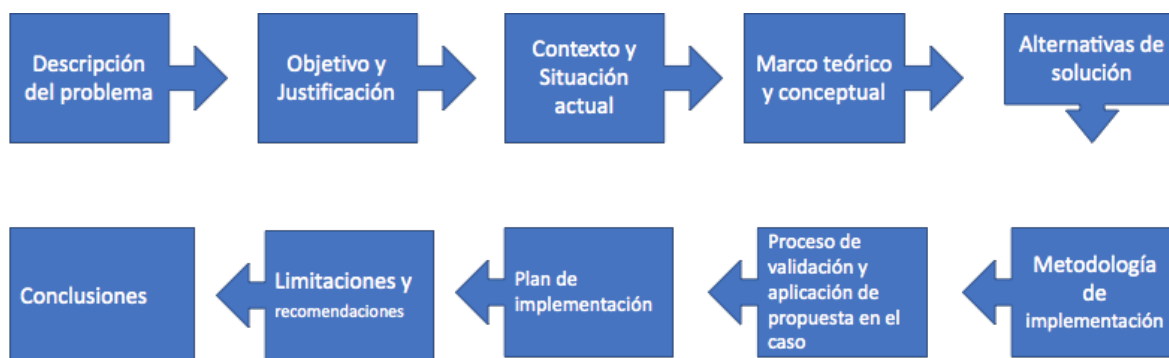 Descripción
del problema
Objetivo y
Justificación
Contexto y
Situación
actual
Marco teórico
y conceptual
Alternativas de
solución
Metodología
de
implementación
Proceso de
validación y
aplicación de
propuesta en el
caso
Plan de
implementación
Limitaciones y
recomendaciones
Conclusiones